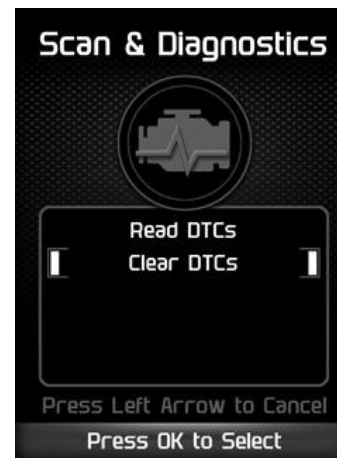 Scan & Diagnostics
Read DTCs
Clear DTCs
Press Left Arrow to Cancel
Press OK to Select